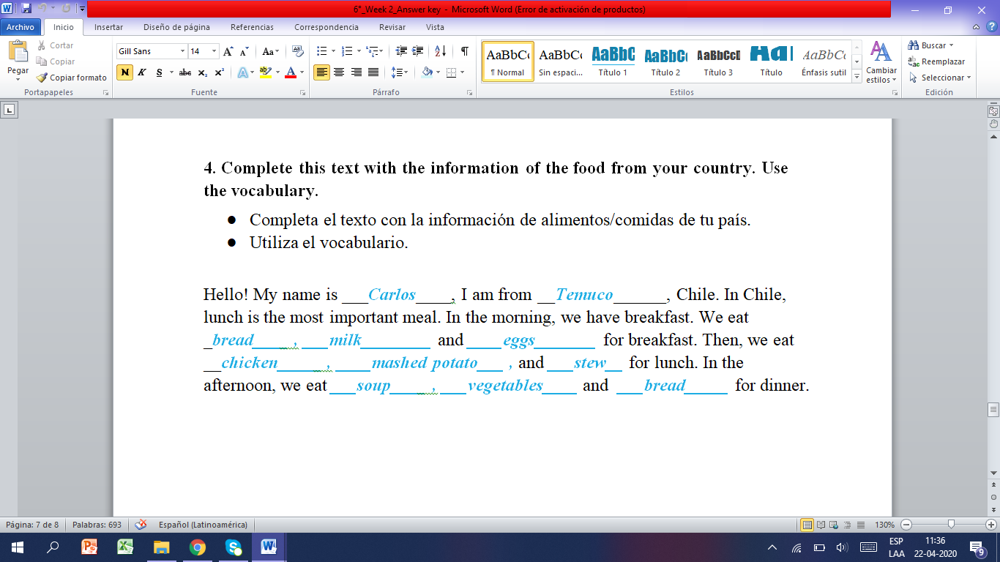 6°_Week 2_Answer key - Microsoft Word (Error de activación de productos)
Archivo Inicio Insertar Diseño de página Referencias Correspondencia Revisar Vista
Pegar
Cortar
Copiar
Copiar formato
Portapapeles
Gill Sans 14
N K S abc x₂ x² A ab A
Aa
Fuente
Párrafo
AaBbCc AaBbCc AaBbC AaBbC AaBbCcD AaB AaBbCc
¶ Normal Sin espaci... Título 1 Título 2 Título 3 Título Énfasis sutil
Cambiar
estilos
Estilos
Buscar
Reemplazar
Seleccionar
Edición
4. Complete this text with the information of the food from your country. Use
the vocabulary.
● Completa el texto con la información de alimentos/comidas de tu país.
● Utiliza el vocabulario.
Hello! My name is ___Carlos____, I am from __Temuco______, Chile. In Chile,
lunch is the most important meal. In the morning, we have breakfast. We eat
_bread____, ___milk________ and ____eggs_______ for breakfast. Then, we eat
__chicken_____, ____mashed potato___, and ___stew__ for lunch. In the
afternoon, we eat ___soup____, ___vegetables____ and ___bread_____ for dinner.
Página: 7 de 8 Palabras: 693 Español (Latinoamérica) 130%
ESP
LAA
11:36
22-04-2020
9